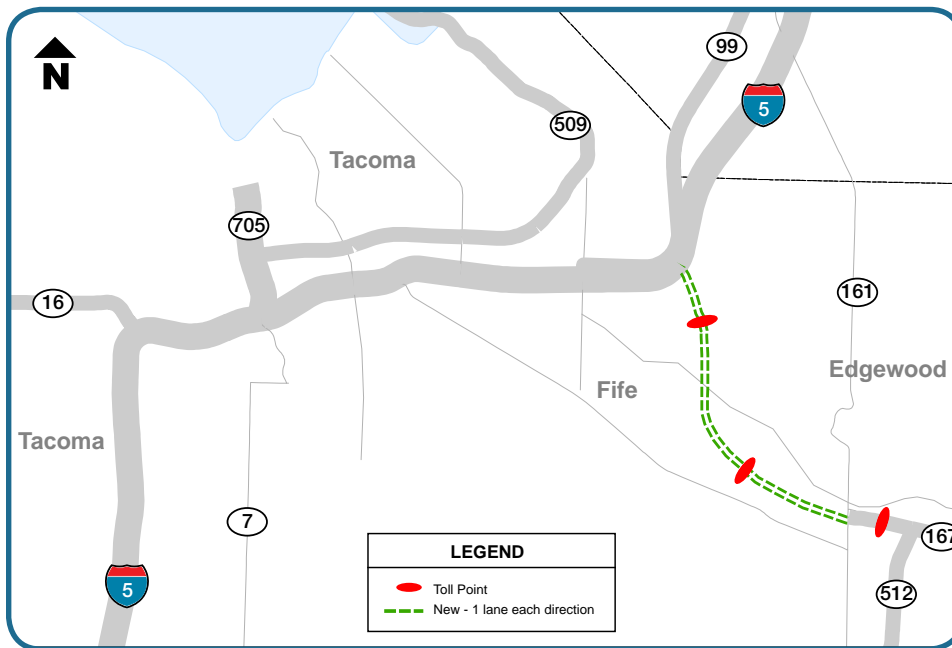 N
99
5
509
Tacoma
705
16
161
Edgewood
Fife
Tacoma
7
167
512
5
LEGEND
Toll Point
New - 1 lane each direction